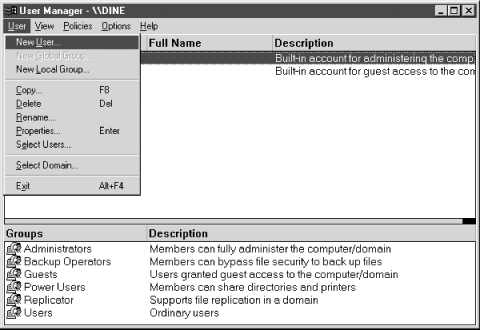 User Manager - \\DINE
User View Policies Options Help
New User...
New Global Group...
New Local Group...
Copy... F8
Delete Del
Rename...
Properties... Enter
Select Users...
Select Domain...
Exit Alt+F4
Full Name Description
Built-in account for administering the comp
Built-in account for guest access to the com
Groups Description
Administrators Members can fully administer the computer/domain
Backup Operators Members can bypass file security to back up files
Guests Users granted guest access to the computer/domain
Power Users Members can share directories and printers
Replicator Supports file replication in a domain
Users Ordinary users